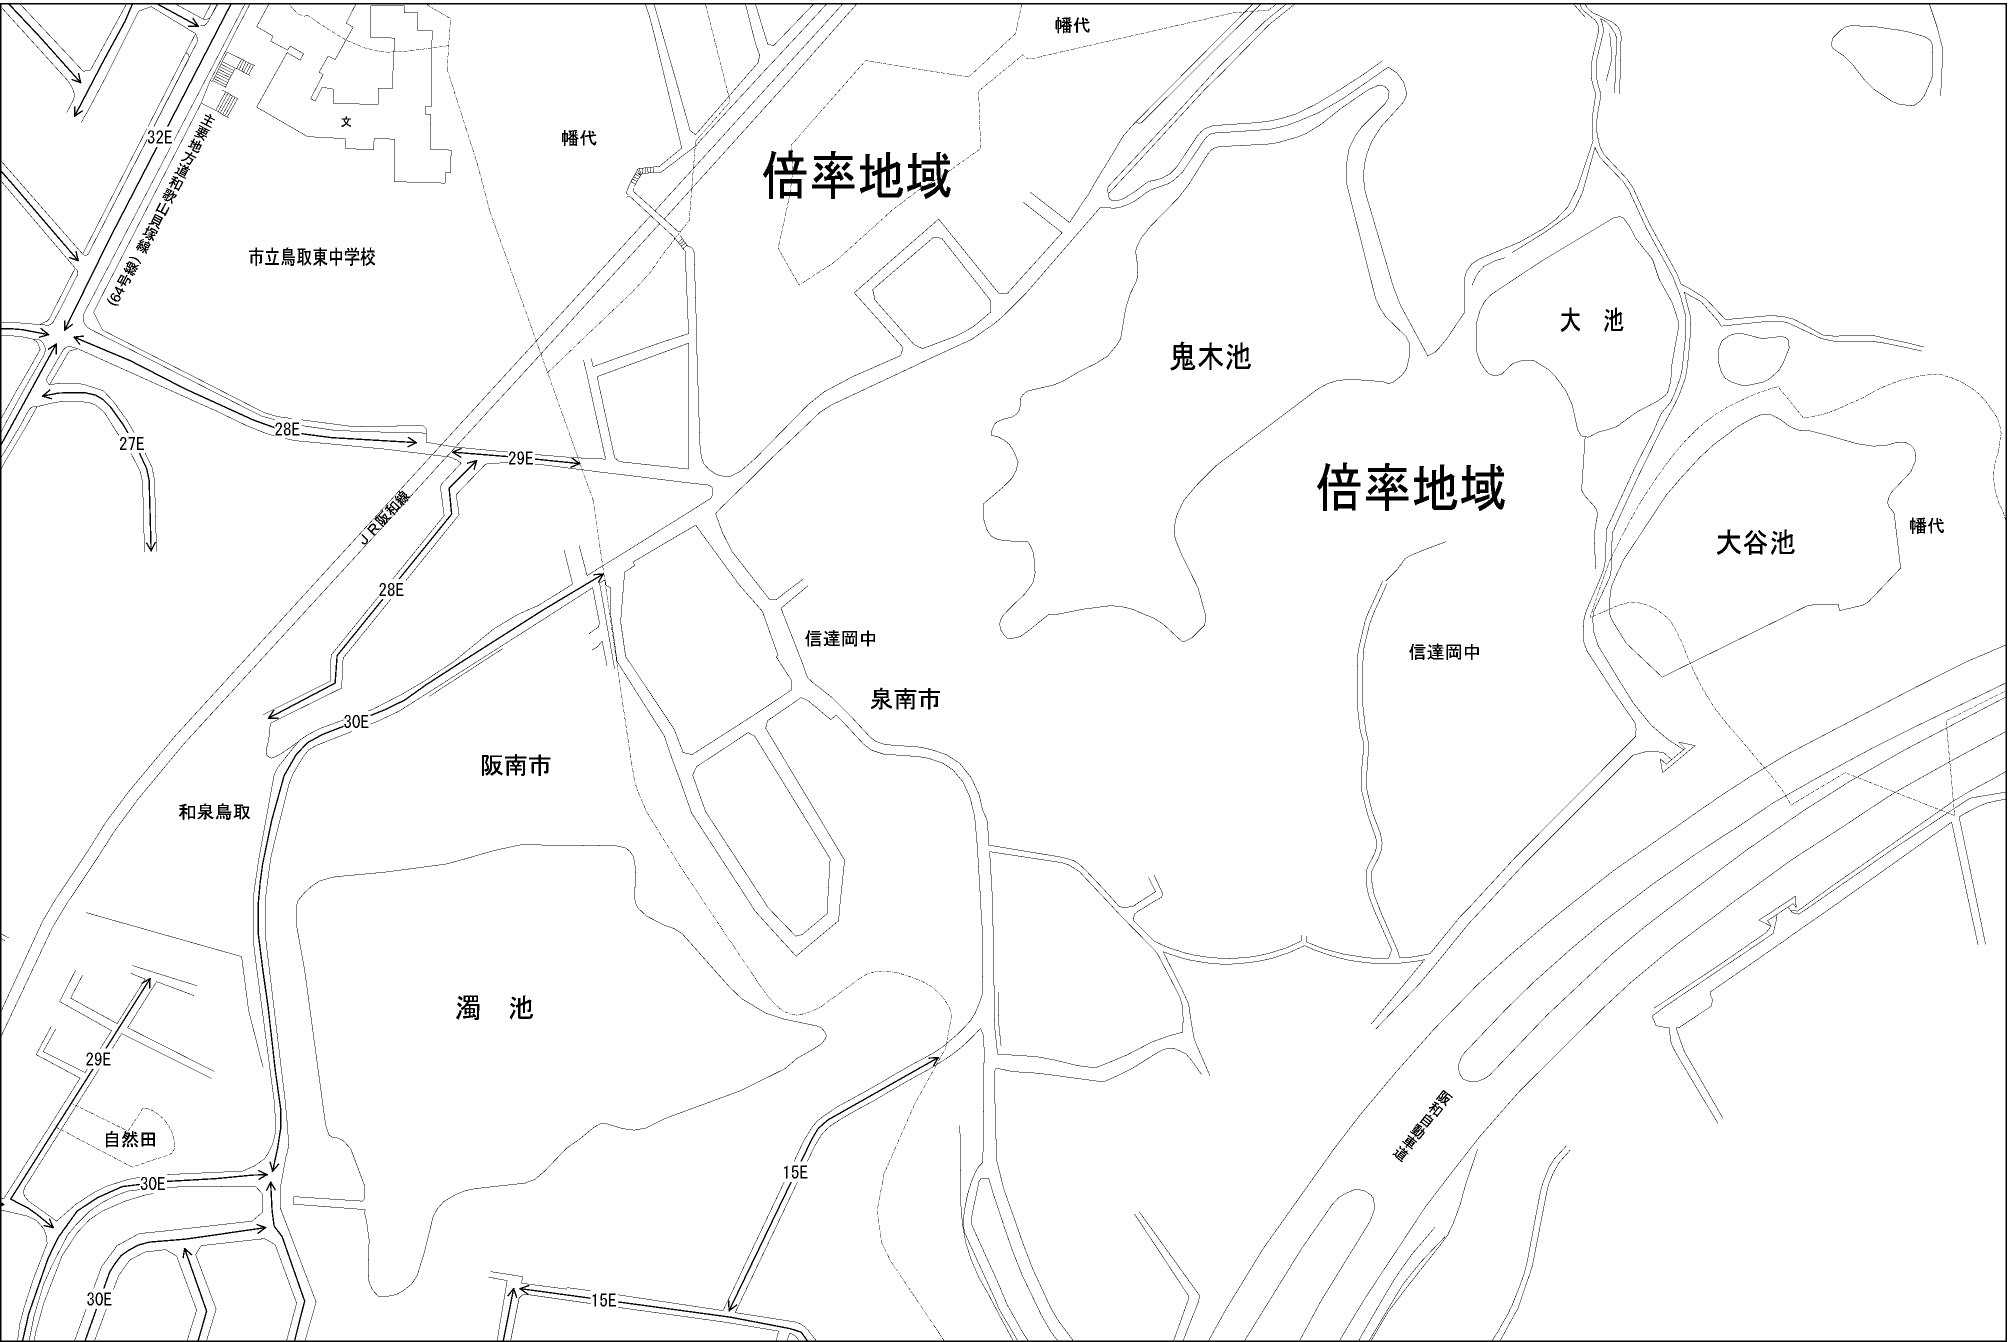 幡代
32E
文
幡代
倍率地域
主要地方道和歌山貝塚線
(64号線)
市立鳥取東中学校
大　池
鬼木池
28E
27E
29E
倍率地域
ＪＲ阪和線
幡代
大谷池
28E
信達岡中
信達岡中
泉南市
30E
阪南市
和泉鳥取
濁　池
29E
阪和自動車道
自然田
15E
30E
30E
15E